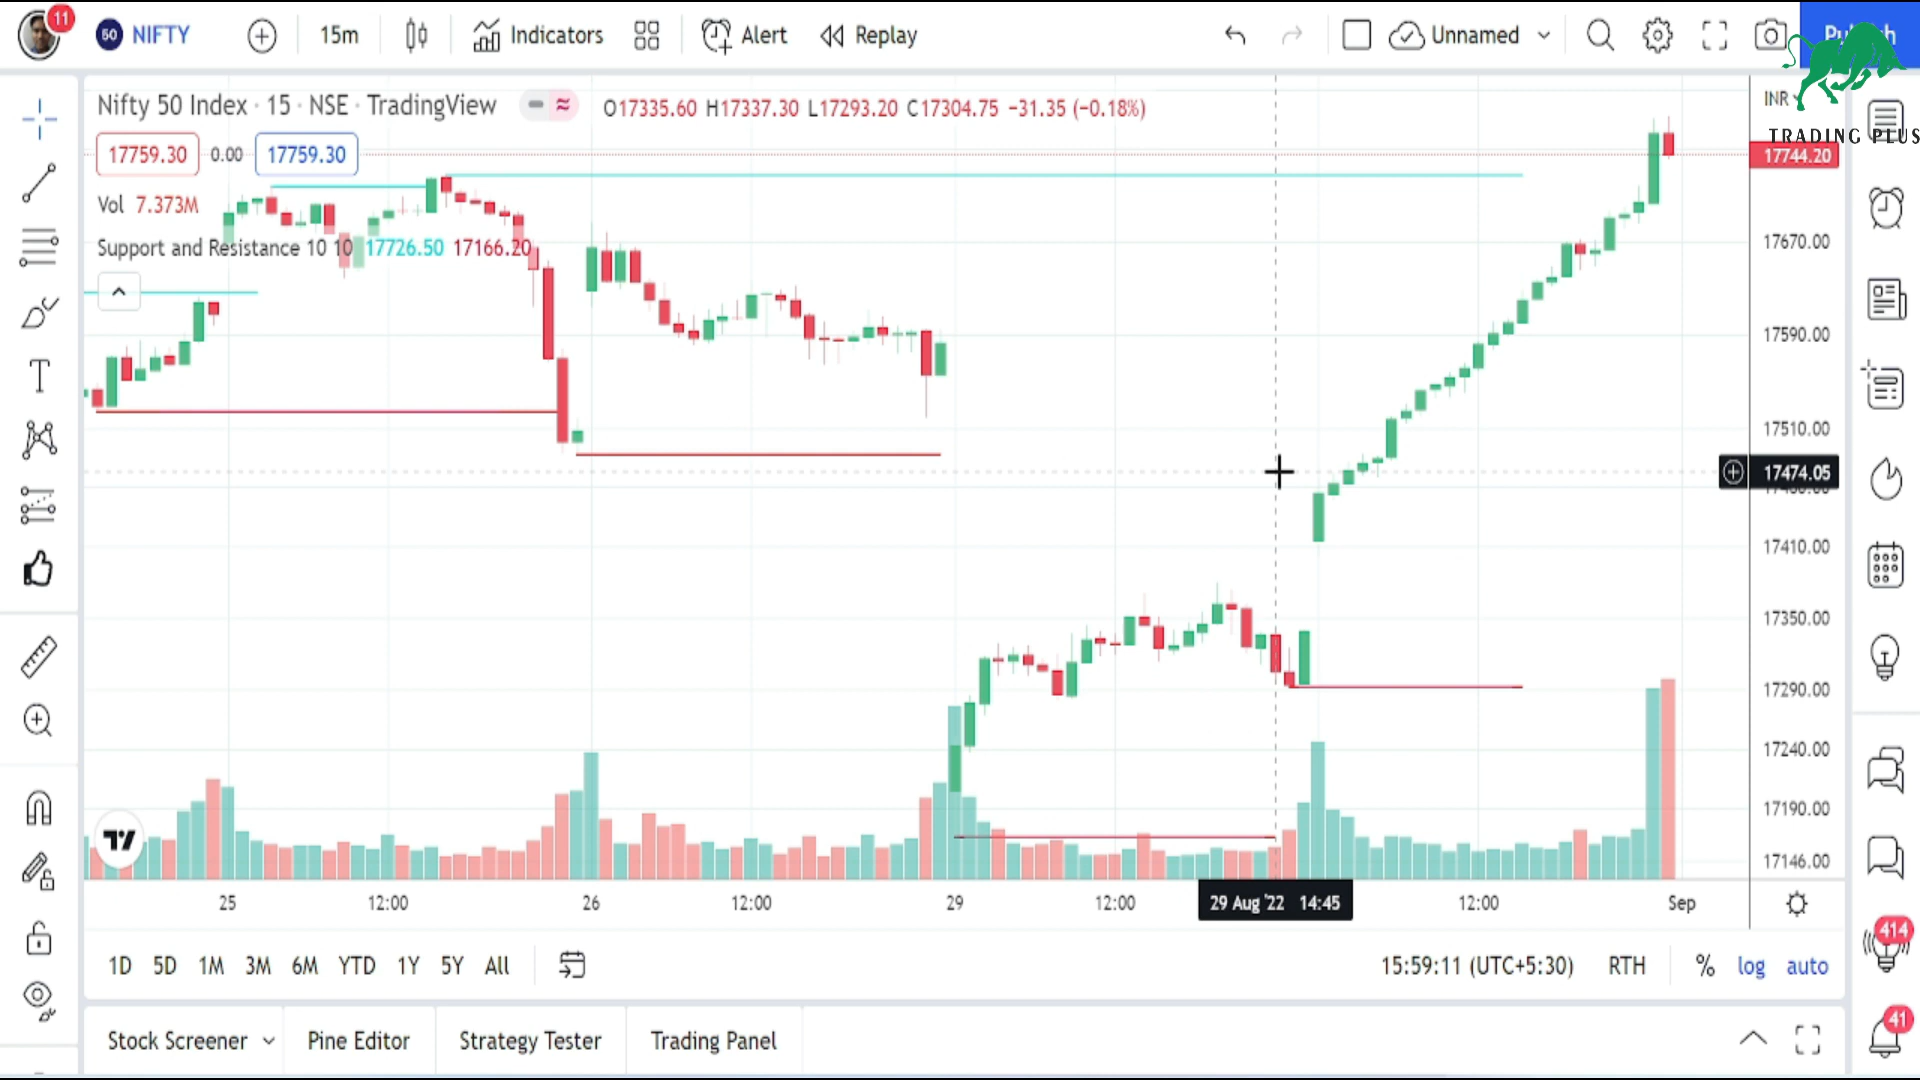 11
50 NIFTY
15m
Indicators
Alert
Replay
Unnamed
Nifty 50 Index · 15 · NSE · TradingView
O17335.60 H17337.30 L17293.20 C17304.75 −31.35 (−0.18%)
INR
TRADING PLUS
17759.30 0.00 17759.30
17744.20
Vol 7.373M
Support and Resistance 10 10 17726.50 17166.20
17670.00
17590.00
17510.00
17474.05
17410.00
17350.00
17290.00
17240.00
17190.00
17146.00
25 12:00 26 12:00 29 12:00 29 Aug '22 14:45 12:00 Sep
1D 5D 1M 3M 6M YTD 1Y 5Y All
15:59:11 (UTC+5:30) RTH % log auto
414
Stock Screener Pine Editor Strategy Tester Trading Panel
41